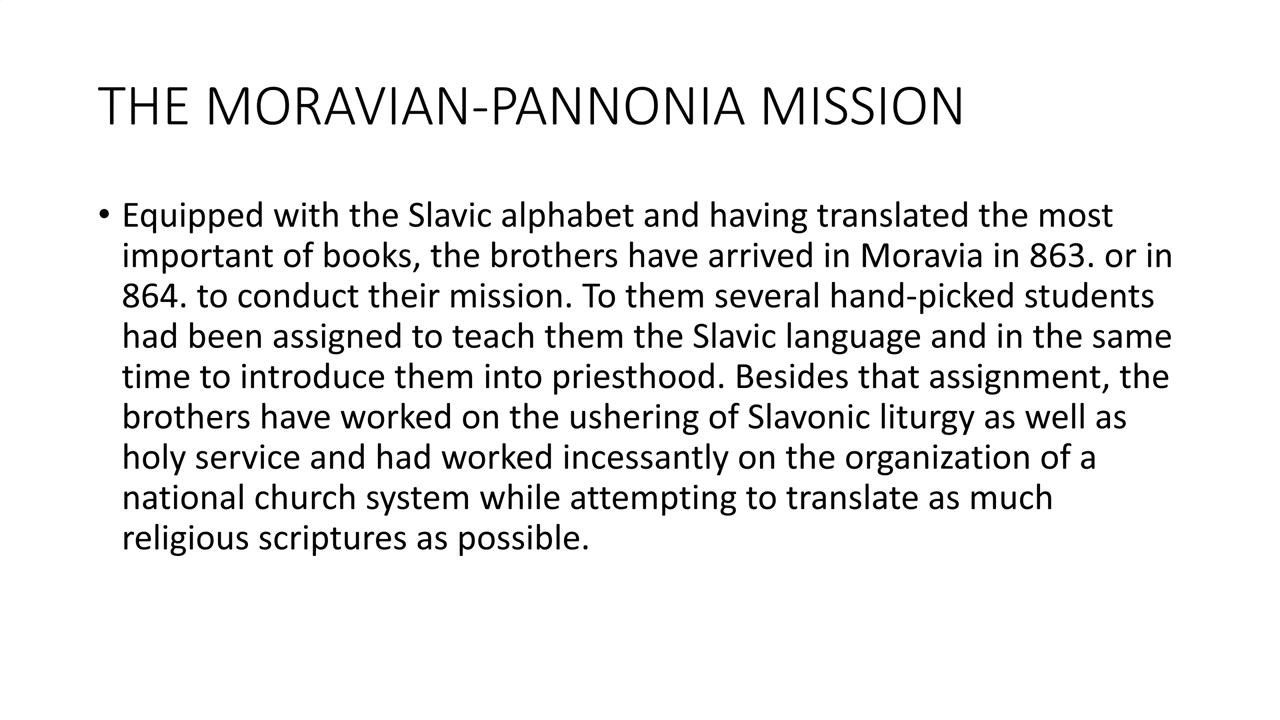 THE MORAVIAN-PANNONIA MISSION
• Equipped with the Slavic alphabet and having translated the most
important of books, the brothers have arrived in Moravia in 863. or in
864. to conduct their mission. To them several hand-picked students
had been assigned to teach them the Slavic language and in the same
time to introduce them into priesthood. Besides that assignment, the
brothers have worked on the ushering of Slavonic liturgy as well as
holy service and had worked incessantly on the organization of a
national church system while attempting to translate as much
religious scriptures as possible.